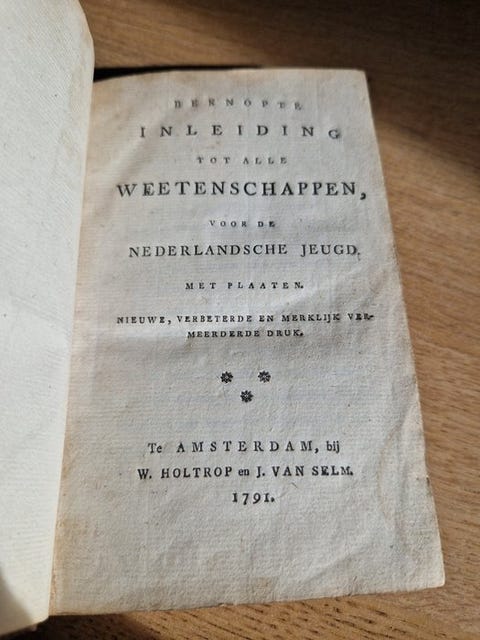 BEKNOPTE
INLEIDING
TOT ALLE
WEETENSCHAPPEN,
VOOR DE
NEDERLANDSCHE JEUGD.
MET PLAATEN.
NIEUWE, VERBETERDE EN MERKLIJK VER-
MEERDERDE DRUK.
Te AMSTERDAM, bij
W. HOLTROP en J. VAN SELM.
1791.